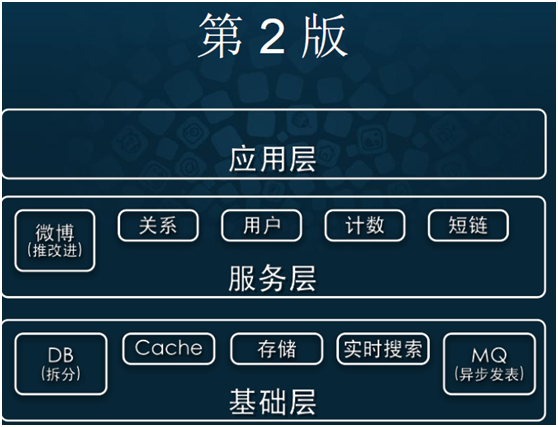 第 2 版
应用层
微博
(推改进)
关系
用户
计数
短链
服务层
DB
(拆分)
Cache
存储
实时搜索
MQ
(异步发表)
基础层